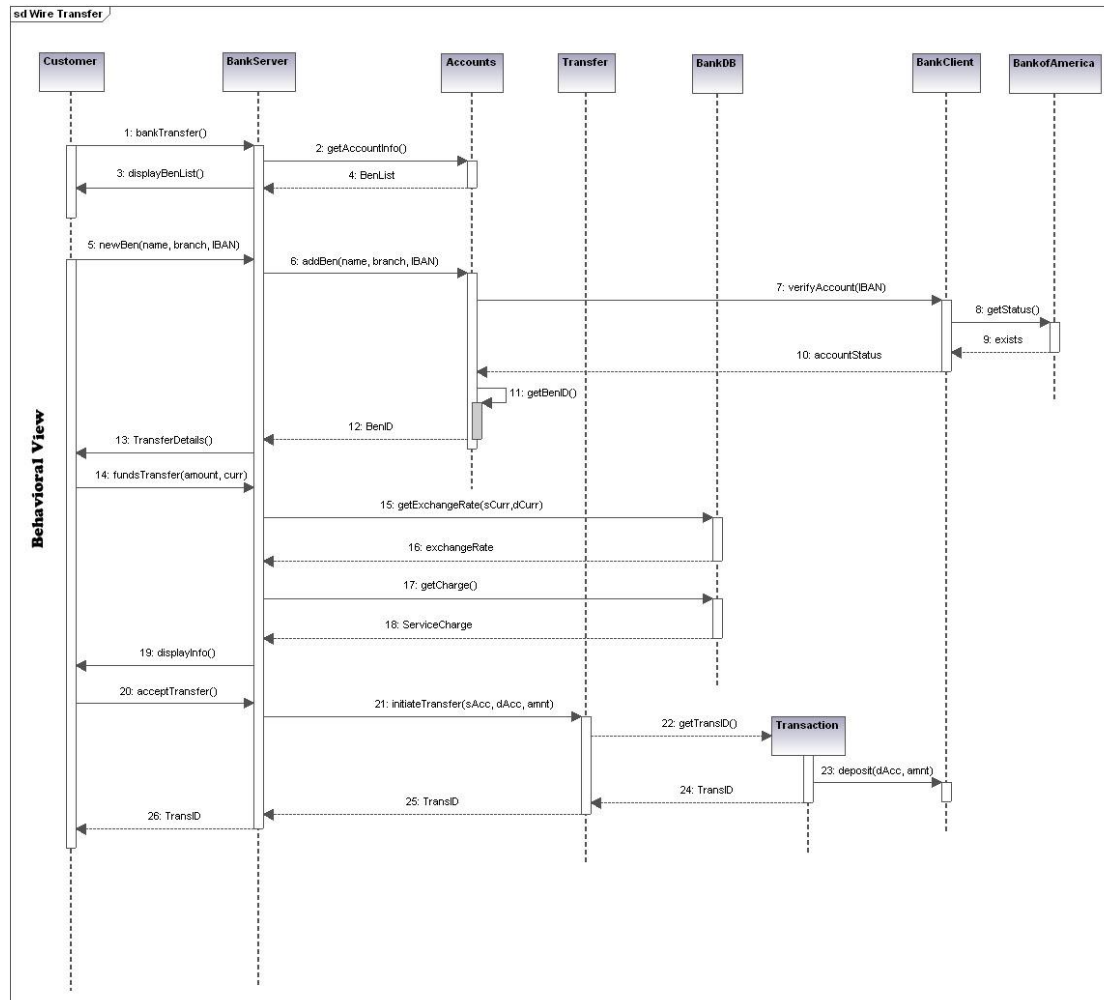 sd Wire Transfer
Customer
BankServer
Accounts
Transfer
BankDB
BankClient
BankofAmerica
1: bankTransfer()
2: getAccountInfo()
3: displayBenList()
4: BenList
5: newBen(name, branch, IBAN)
6: addBen(name, branch, IBAN)
7: verifyAccount(IBAN)
8: getStatus()
9: exists
10: accountStatus
11: getBenID()
12: BenID
13: TransferDetails()
14: fundsTransfer(amount, curr)
15: getExchangeRate(sCurr,dCurr)
16: exchangeRate
17: getCharge()
18: ServiceCharge
19: displayInfo()
20: acceptTransfer()
21: initiateTransfer(sAcc, dAcc, amnt)
22: getTransID()
Transaction
23: deposit(dAcc, amnt)
24: TransID
25: TransID
26: TransID
Behavioral View